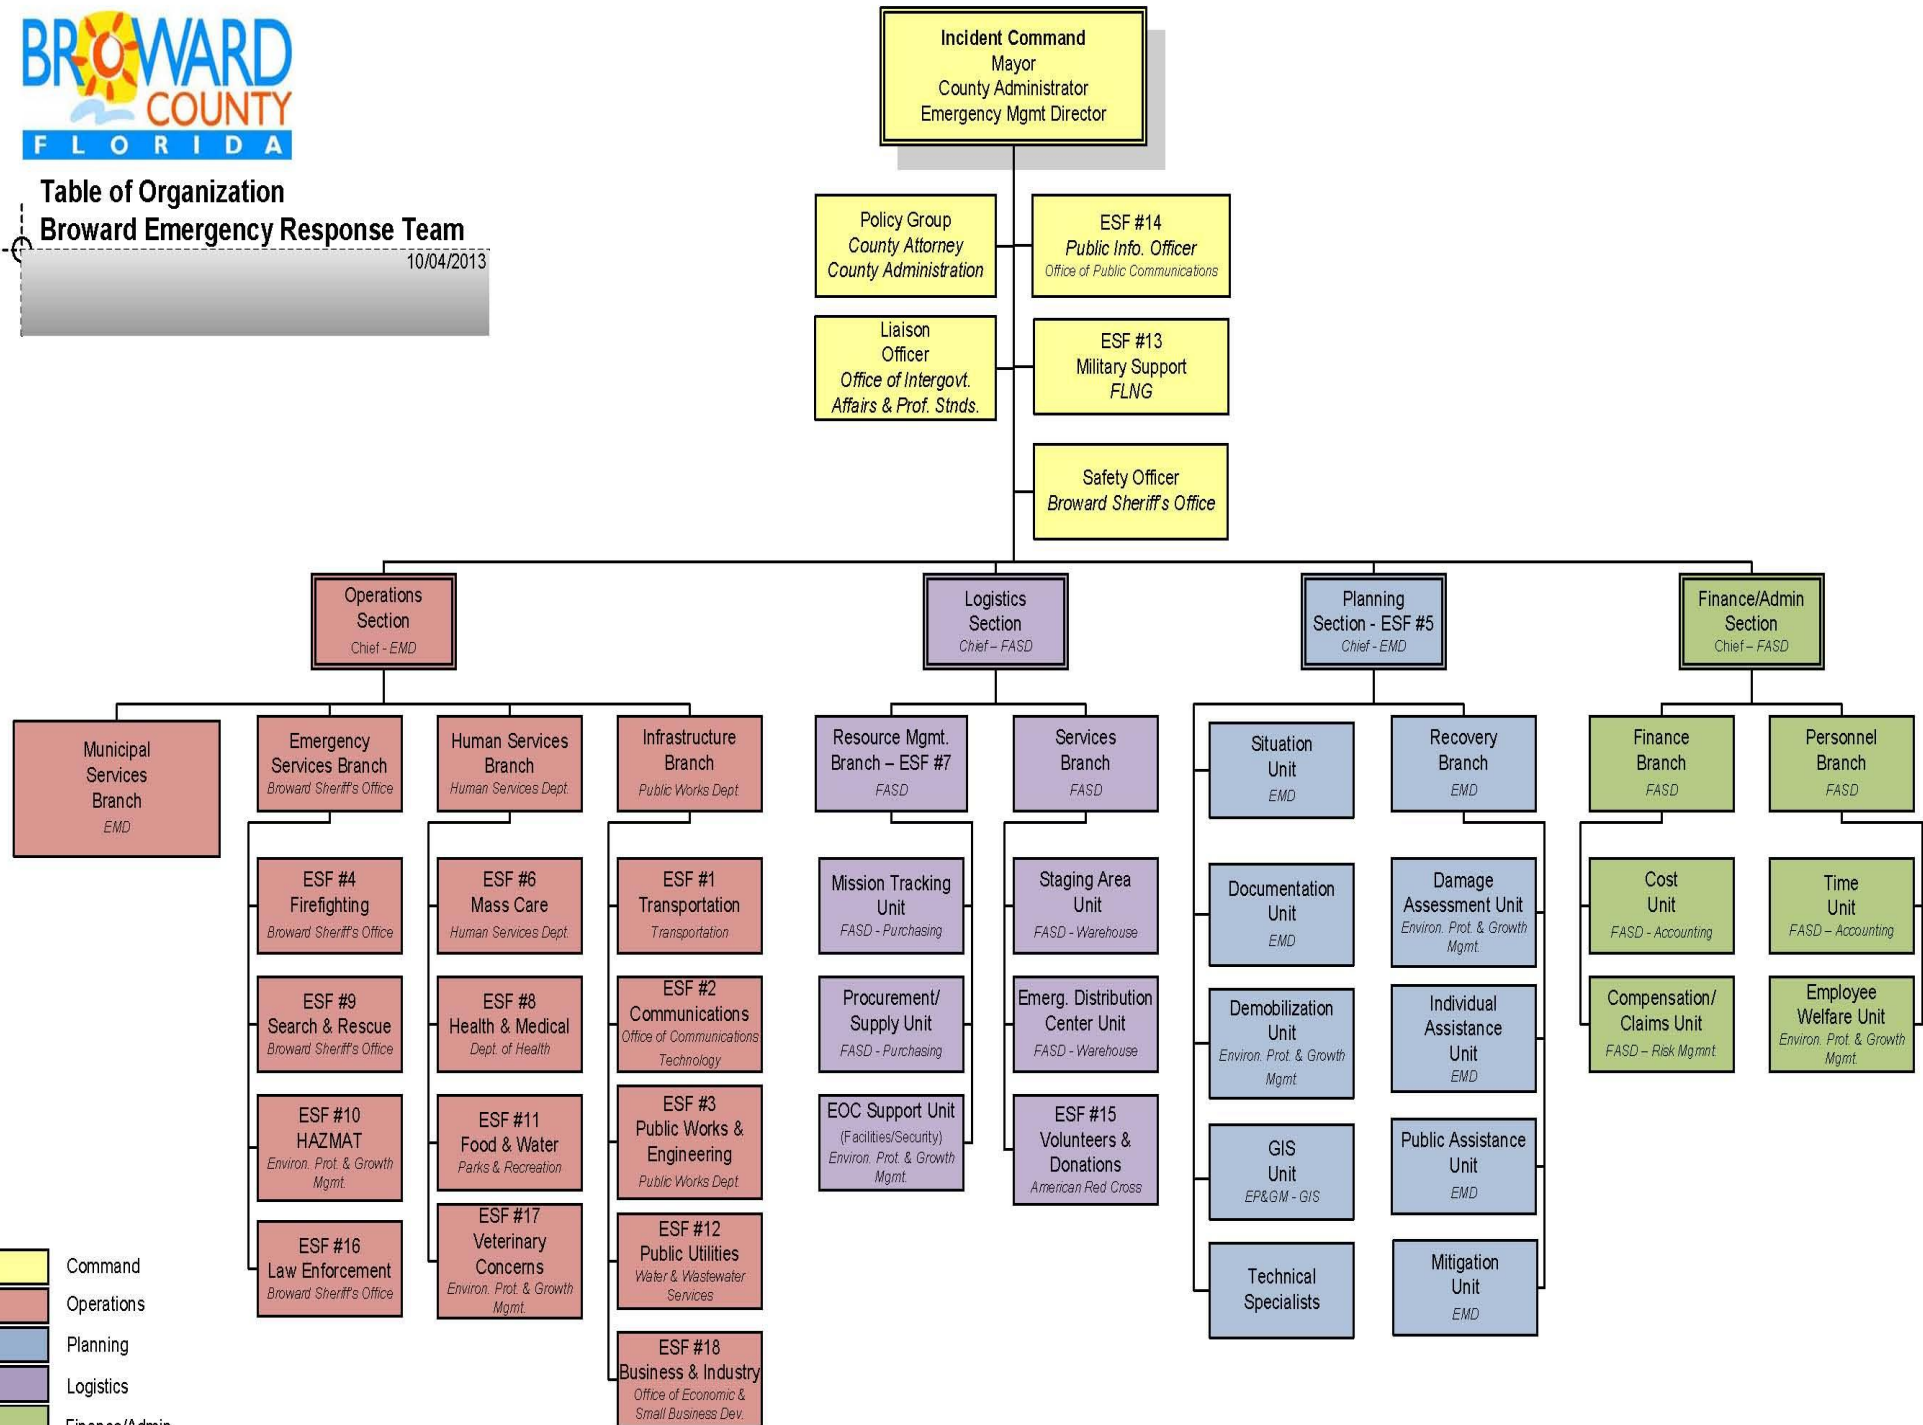 BROWARD
COUNTY
FLORIDA
Table of Organization
Broward Emergency Response Team
10/04/2013
Incident Command
Mayor
County Administrator
Emergency Mgmt Director
Policy Group
County Attorney
County Administration
ESF #14
Public Info. Officer
Office of Public Communications
Liaison
Officer
Office of Intergovt.
Affairs & Prof. Stnds.
ESF #13
Military Support
FLNG
Safety Officer
Broward Sheriff's Office
Operations
Section
Chief - EMD
Logistics
Section
Chief – FASD
Planning
Section - ESF #5
Chief - EMD
Finance/Admin
Section
Chief – FASD
Municipal
Services
Branch
EMD
Emergency
Services Branch
Broward Sheriff's Office
Human Services
Branch
Human Services Dept.
Infrastructure
Branch
Public Works Dept
Resource Mgmt.
Branch – ESF #7
FASD
Services
Branch
FASD
Situation
Unit
EMD
Recovery
Branch
EMD
Finance
Branch
FASD
Personnel
Branch
FASD
ESF #4
Firefighting
Broward Sheriff's Office
ESF #6
Mass Care
Human Services Dept.
ESF #1
Transportation
Transportation
Mission Tracking
Unit
FASD - Purchasing
Staging Area
Unit
FASD - Warehouse
Documentation
Unit
EMD
Damage
Assessment Unit
Environ. Prot. & Growth
Mgmt.
Cost
Unit
FASD - Accounting
Time
Unit
FASD – Accounting
ESF #9
Search & Rescue
Broward Sheriff's Office
ESF #8
Health & Medical
Dept. of Health
ESF #2
Communications
Office of Communications
Technology
Procurement/
Supply Unit
FASD - Purchasing
Emerg. Distribution
Center Unit
FASD - Warehouse
Demobilization
Unit
Environ. Prot. & Growth
Mgmt
Individual
Assistance
Unit
EMD
Compensation/
Claims Unit
FASD – Risk Mgmnt.
Employee
Welfare Unit
Environ. Prot. & Growth
Mgmt.
ESF #10
HAZMAT
Environ. Prot. & Growth
Mgmt.
ESF #11
Food & Water
Parks & Recreation
ESF #3
Public Works &
Engineering
Public Works Dept
EOC Support Unit
(Facilities/Security)
Environ. Prot. & Growth
Mgmt.
ESF #15
Volunteers &
Donations
American Red Cross
GIS
Unit
EP&GM - GIS
Public Assistance
Unit
EMD
ESF #16
Law Enforcement
Broward Sheriff's Office
ESF #17
Veterinary
Concerns
Environ. Prot. & Growth
Mgmt.
ESF #12
Public Utilities
Water & Wastewater
Services
Technical
Specialists
Mitigation
Unit
EMD
ESF #18
Business & Industry
Office of Economic &
Small Business Dev.
Command
Operations
Planning
Logistics
Finance/Admin